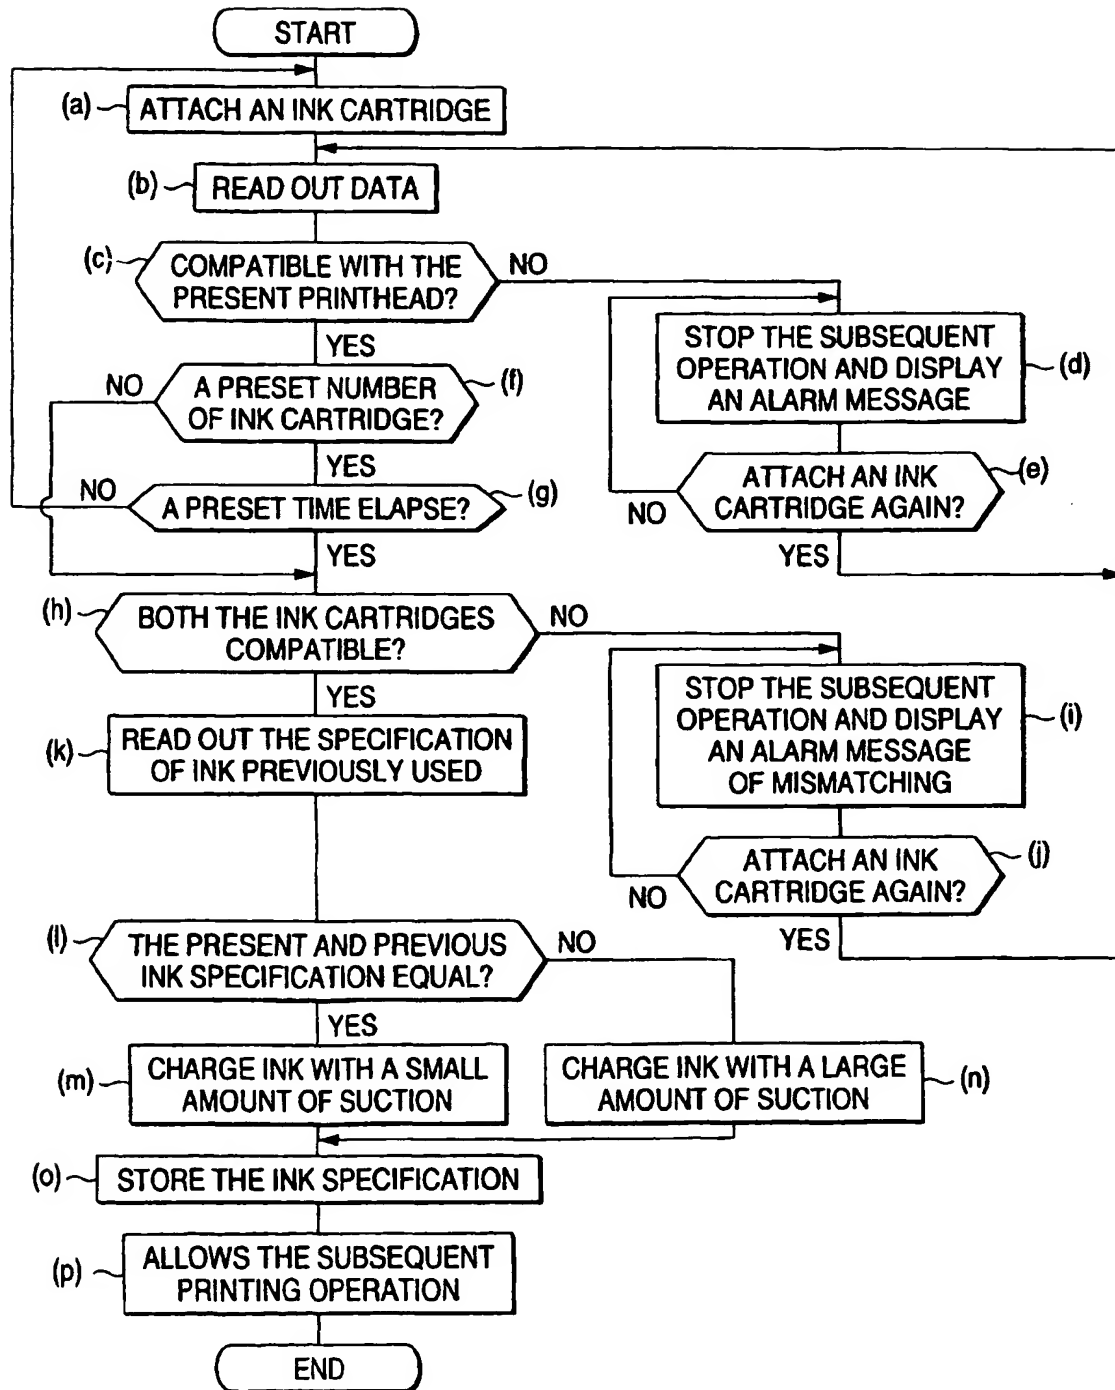 START
(a)
ATTACH AN INK CARTRIDGE
(b)
READ OUT DATA
(c)
COMPATIBLE WITH THE
PRESENT PRINTHEAD?
NO
YES
STOP THE SUBSEQUENT
OPERATION AND DISPLAY
AN ALARM MESSAGE
(d)
NO
A PRESET NUMBER
OF INK CARTRIDGE?
(f)
YES
ATTACH AN INK
CARTRIDGE AGAIN?
(e)
NO
YES
NO
A PRESET TIME ELAPSE?
(g)
YES
(h)
BOTH THE INK CARTRIDGES
COMPATIBLE?
NO
YES
STOP THE SUBSEQUENT
OPERATION AND DISPLAY
AN ALARM MESSAGE
OF MISMATCHING
(i)
(k)
READ OUT THE SPECIFICATION
OF INK PREVIOUSLY USED
ATTACH AN INK
CARTRIDGE AGAIN?
(j)
NO
YES
(l)
THE PRESENT AND PREVIOUS
INK SPECIFICATION EQUAL?
NO
YES
(m)
CHARGE INK WITH A SMALL
AMOUNT OF SUCTION
CHARGE INK WITH A LARGE
AMOUNT OF SUCTION
(n)
(o)
STORE THE INK SPECIFICATION
(p)
ALLOWS THE SUBSEQUENT
PRINTING OPERATION
END